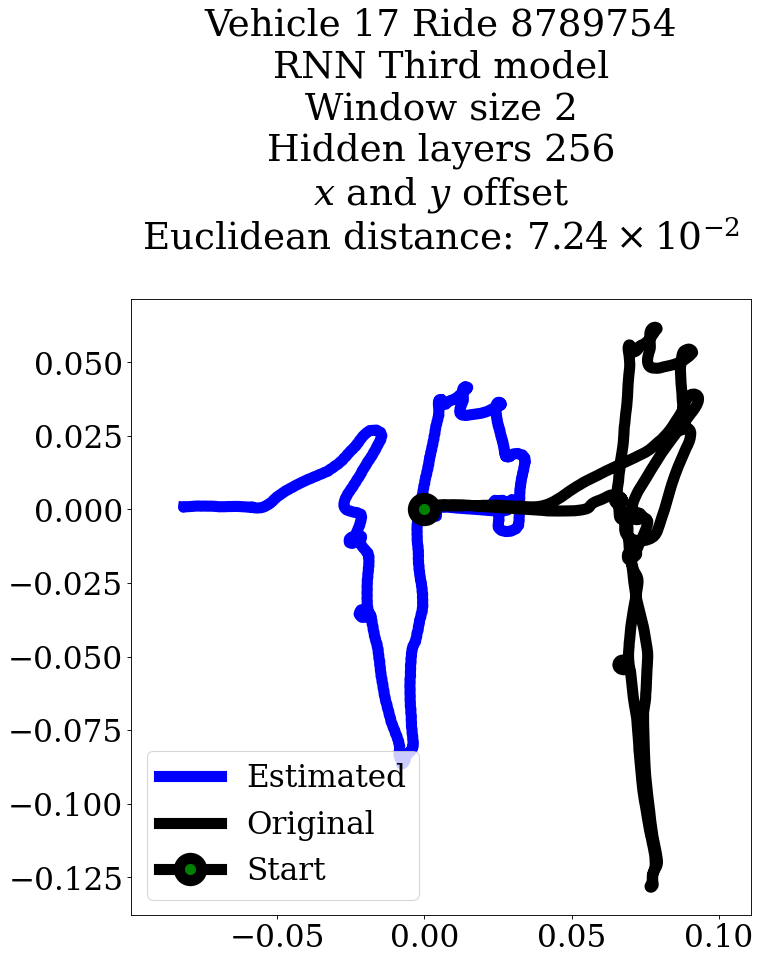 Vehicle 17 Ride 8789754
RNN Third model
Window size 2
Hidden layers 256
x and y offset
Euclidean distance: 7.24 × 10⁻²
0.050
0.025
0.000
−0.025
−0.050
−0.075
−0.100
−0.125
Estimated
Original
Start
−0.05 0.00 0.05 0.10